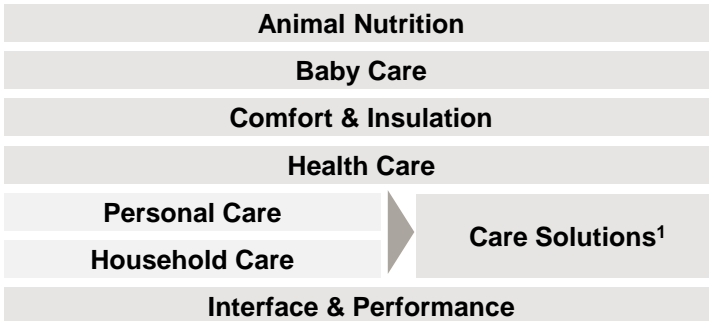 Animal Nutrition
Baby Care
Comfort & Insulation
Health Care
Personal Care
Household Care
Care Solutions¹
Interface & Performance